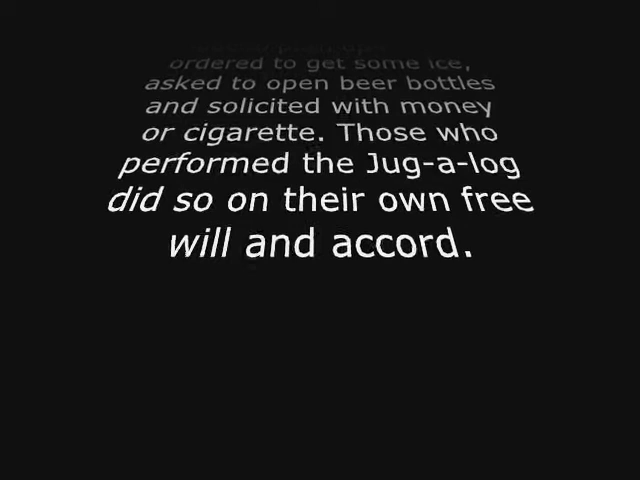 ordered to get some ice,
asked to open beer bottles
and solicited with money
or cigarette. Those who
performed the Jug-a-log
did so on their own free
will and accord.